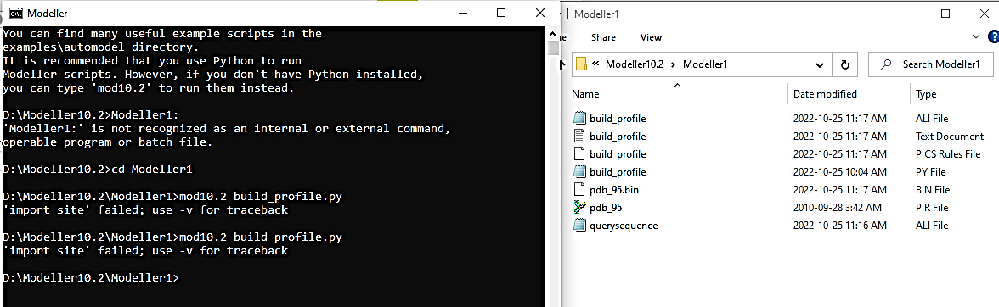 Modeller
You can find many useful example scripts in the
examples\automodel directory.
It is recommended that you use Python to run
Modeller scripts. However, if you don't have Python installed,
you can type 'mod10.2' to run them instead.
D:\Modeller10.2>Modeller1:
'Modeller1:' is not recognized as an internal or external command,
operable program or batch file.
D:\Modeller10.2>cd Modeller1
D:\Modeller10.2\Modeller1>mod10.2 build_profile.py
'import site' failed; use -v for traceback
D:\Modeller10.2\Modeller1>mod10.2 build_profile.py
'import site' failed; use -v for traceback
D:\Modeller10.2\Modeller1>
Modeller1
Share View
« Modeller10.2 > Modeller1
Search Modeller1
Name Date modified Type
build_profile 2022-10-25 11:17 AM ALI File
build_profile 2022-10-25 11:17 AM Text Document
build_profile 2022-10-25 11:17 AM PICS Rules File
build_profile 2022-10-25 10:04 AM PY File
pdb_95.bin 2022-10-25 11:17 AM BIN File
pdb_95 2010-09-28 3:42 AM PIR File
querysequence 2022-10-25 11:16 AM ALI File